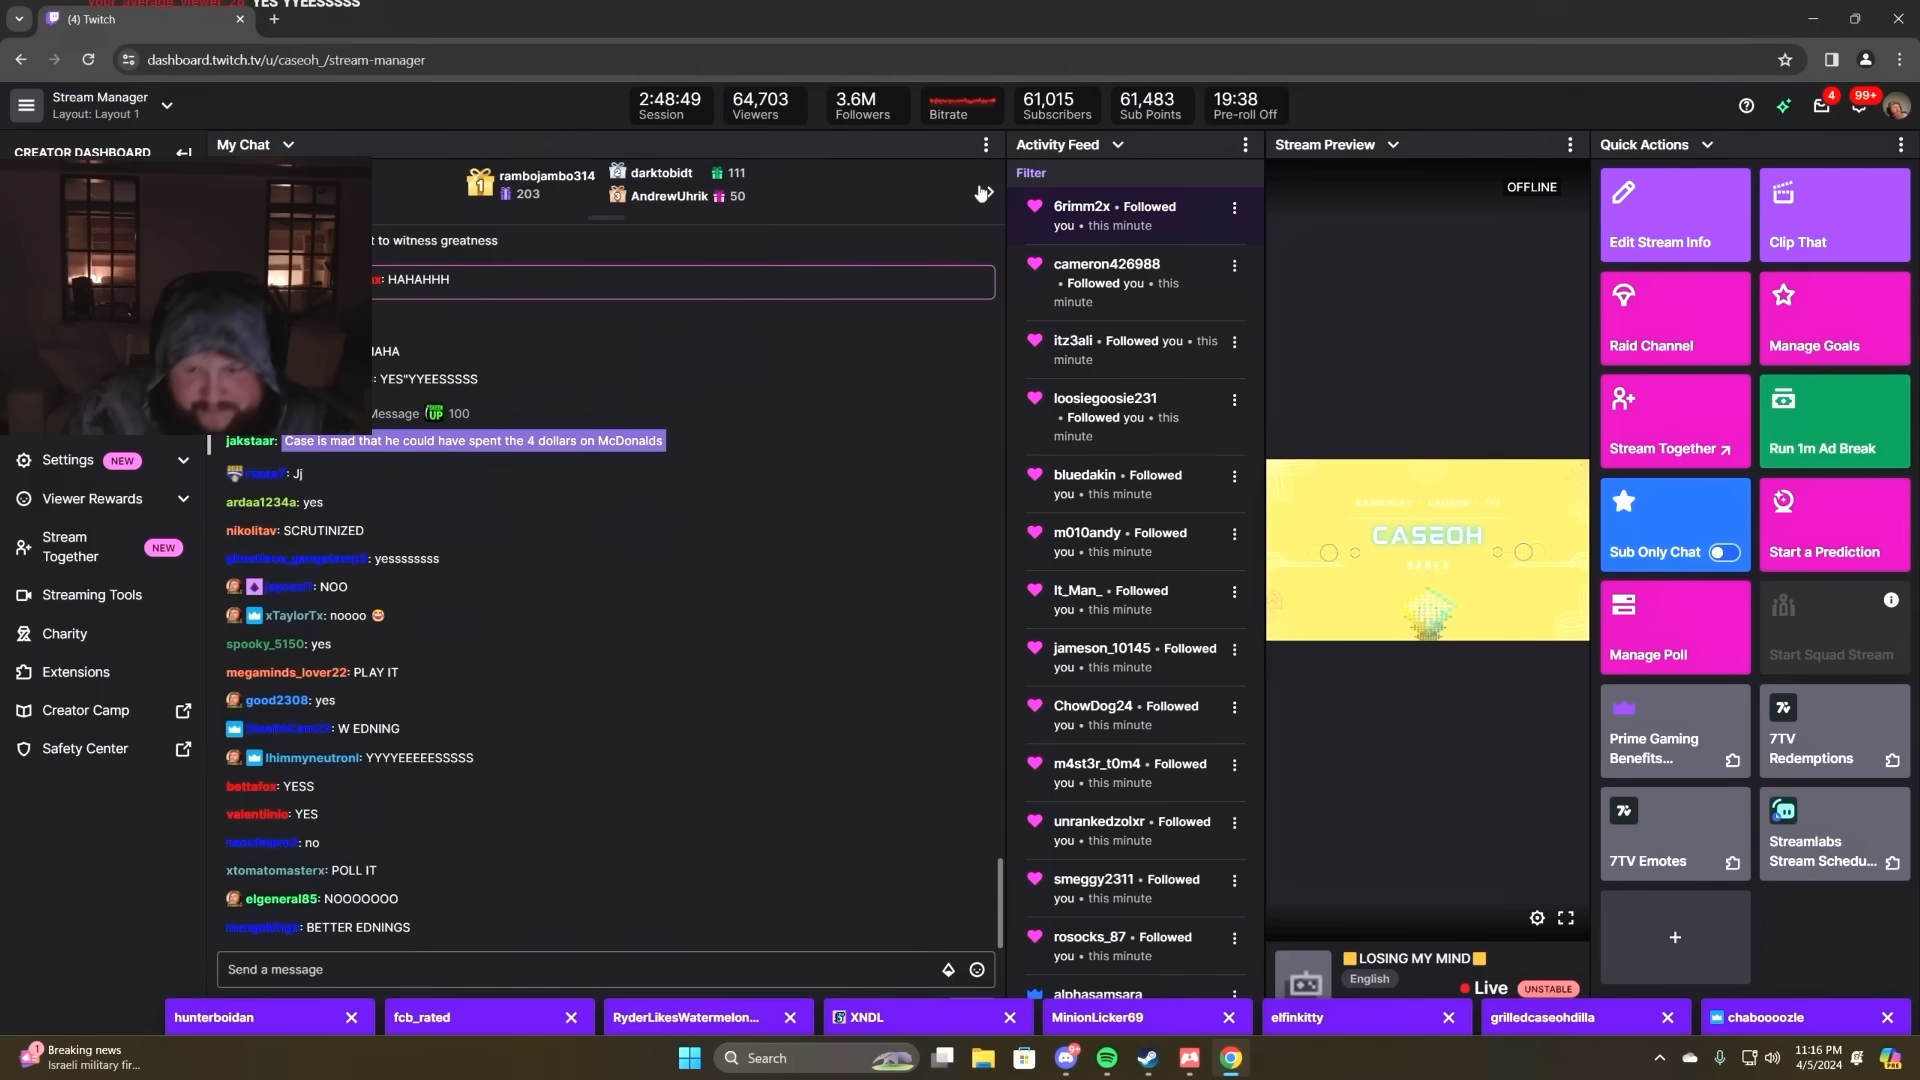 YES YYEESSSSS
(4) Twitch
dashboard.twitch.tv/u/caseoh_/stream-manager
Stream Manager
Layout: Layout 1
2:48:49
Session
64,703
Viewers
3.6M
Followers
Bitrate
61,015
Subscribers
61,483
Sub Points
19:38
Pre-roll Off
4
99+
CREATOR DASHBOARD
Settings NEW
Viewer Rewards
Stream
Together
NEW
Streaming Tools
Charity
Extensions
Creator Camp
Safety Center
My Chat
1
rambojambo314
203
darktobidt 111
AndrewUhrik 50
t to witness greatness
: HAHAHHH
IAHA
: YES"YYEESSSSS
Message 100
jakstaar: Case is mad that he could have spent the 4 dollars on McDonalds
: Jj
ardaa1234a: yes
nikolitav: SCRUTINIZED
: yesssssssss
: NOO
xTaylorTx: noooo
spooky_5150: yes
megaminds_lover22: PLAY IT
good2308: yes
: W EDNING
lhimmyneutronl: YYYYEEEEESSSSS
bettafox: YESS
valentiinio: YES
: no
xtomatomasterx: POLL IT
elgeneral85: NOOOOOOO
: BETTER EDNINGS
Send a message
Activity Feed
Filter
6rimm2x • Followed
you • this minute
cameron426988
• Followed you • this
minute
itz3ali • Followed you • this
minute
loosiegoosie231
• Followed you • this
minute
bluedakin • Followed
you • this minute
m010andy • Followed
you • this minute
It_Man_ • Followed
you • this minute
jameson_10145 • Followed
you • this minute
ChowDog24 • Followed
you • this minute
m4st3r_t0m4 • Followed
you • this minute
unrankedzolxr • Followed
you • this minute
smeggy2311 • Followed
you • this minute
rosocks_87 • Followed
you • this minute
alphasamsara
Stream Preview
OFFLINE
CASEOH
GAMES
LOSING MY MIND
English
Live UNSTABLE
Quick Actions
Edit Stream Info
Clip That
Raid Channel
Manage Goals
Stream Together
Run 1m Ad Break
Sub Only Chat
Start a Prediction
Manage Poll
Start Squad Stream
Prime Gaming
Benefits...
7TV
Redemptions
7TV Emotes
Streamlabs
Stream Schedu...
hunterboidan
fcb_rated
RyderLikesWatermelon...
XNDL
MinionLicker69
elfinkitty
grilledcaseohdilla
chaboooozle
1
Breaking news
Israeli military fir...
Search
9+
11:16 PM
4/5/2024
PRE